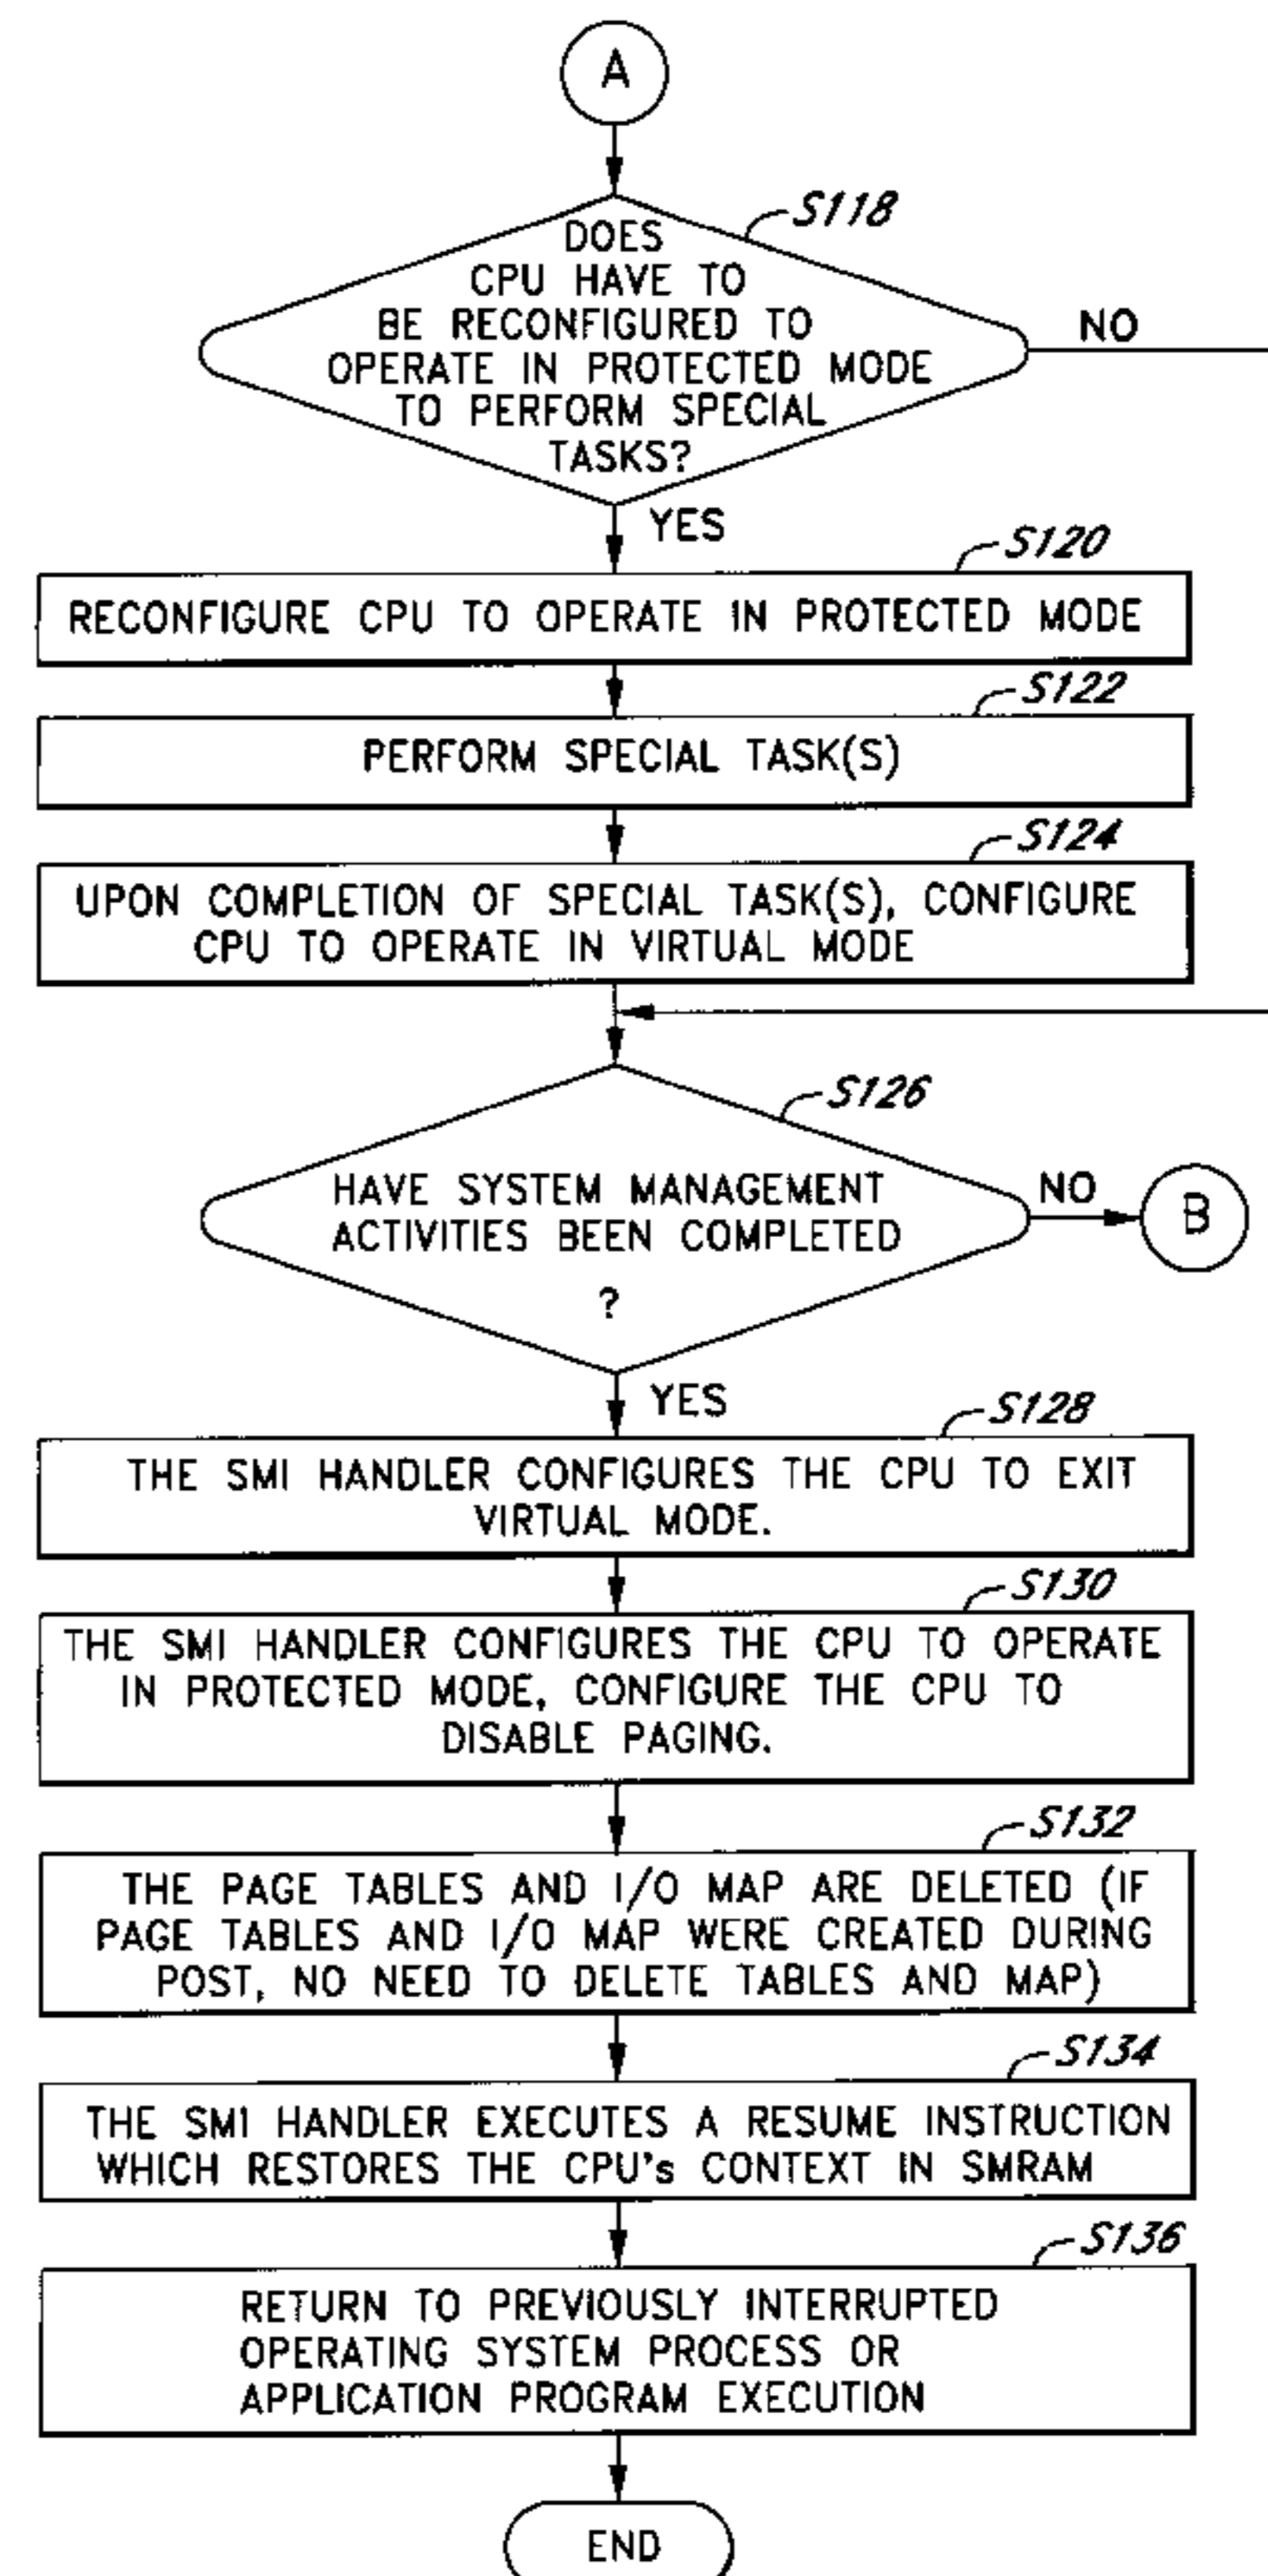 A
S118
DOES
CPU HAVE TO
BE RECONFIGURED TO
OPERATE IN PROTECTED MODE
TO PERFORM SPECIAL
TASKS?
NO
YES
S120
RECONFIGURE CPU TO OPERATE IN PROTECTED MODE
S122
PERFORM SPECIAL TASK(S)
S124
UPON COMPLETION OF SPECIAL TASK(S), CONFIGURE
CPU TO OPERATE IN VIRTUAL MODE
S126
HAVE SYSTEM MANAGEMENT
ACTIVITIES BEEN COMPLETED
?
NO
B
YES
S128
THE SMI HANDLER CONFIGURES THE CPU TO EXIT
VIRTUAL MODE.
S130
THE SMI HANDLER CONFIGURES THE CPU TO OPERATE
IN PROTECTED MODE, CONFIGURE THE CPU TO
DISABLE PAGING.
S132
THE PAGE TABLES AND I/O MAP ARE DELETED (IF
PAGE TABLES AND I/O MAP WERE CREATED DURING
POST, NO NEED TO DELETE TABLES AND MAP)
S134
THE SMI HANDLER EXECUTES A RESUME INSTRUCTION
WHICH RESTORES THE CPU's CONTEXT IN SMRAM
S136
RETURN TO PREVIOUSLY INTERRUPTED
OPERATING SYSTEM PROCESS OR
APPLICATION PROGRAM EXECUTION
END